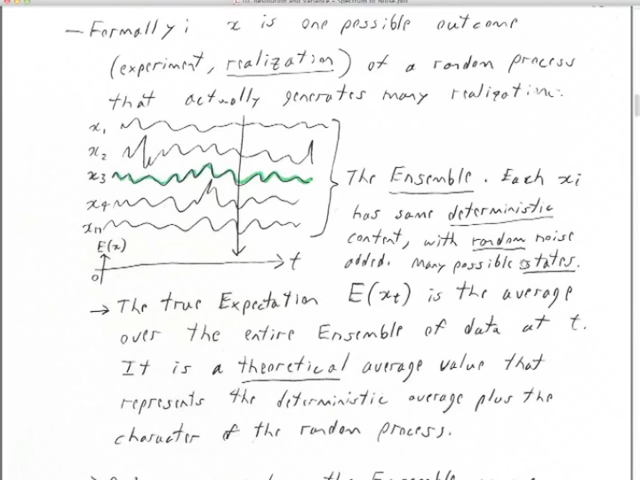 — Formally: x is one possible outcome
(experiment, realization) of a random process
that actually generates many realizations.
x₁
x₂
x₃
x₄
xₙ
E(x)
0
t
The Ensemble. Each xi
has same deterministic
content, with random noise
added. Many possible states.
→ The true Expectation E(xₜ) is the average
over the entire Ensemble of data at t.
It is a theoretical average value that
represents the deterministic average plus the
character of the random process.
the Ensemble